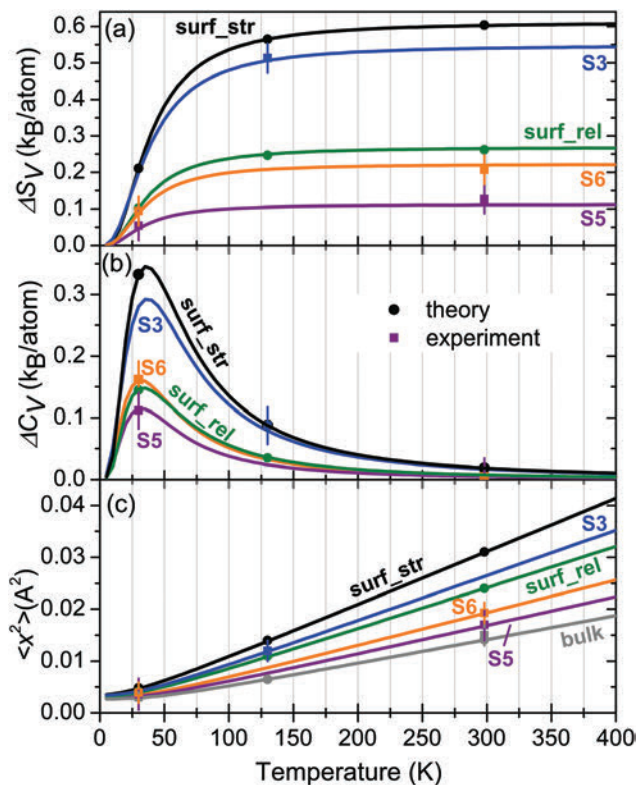 (a)
surf_str
S3
surf_rel
S6
S5
0.6
0.5
0.4
0.3
0.2
0.1
0.0
ΔS_V (k_B/atom)
(b)
surf_str
S3
S6
surf_rel
S5
theory
experiment
0.3
0.2
0.1
0.0
ΔC_V (k_B/atom)
(c)
surf_str
S3
surf_rel
S6
S5
bulk
0.04
0.03
0.02
0.01
0.00
<x²>(A²)
0 50 100 150 200 250 300 350 400
Temperature (K)